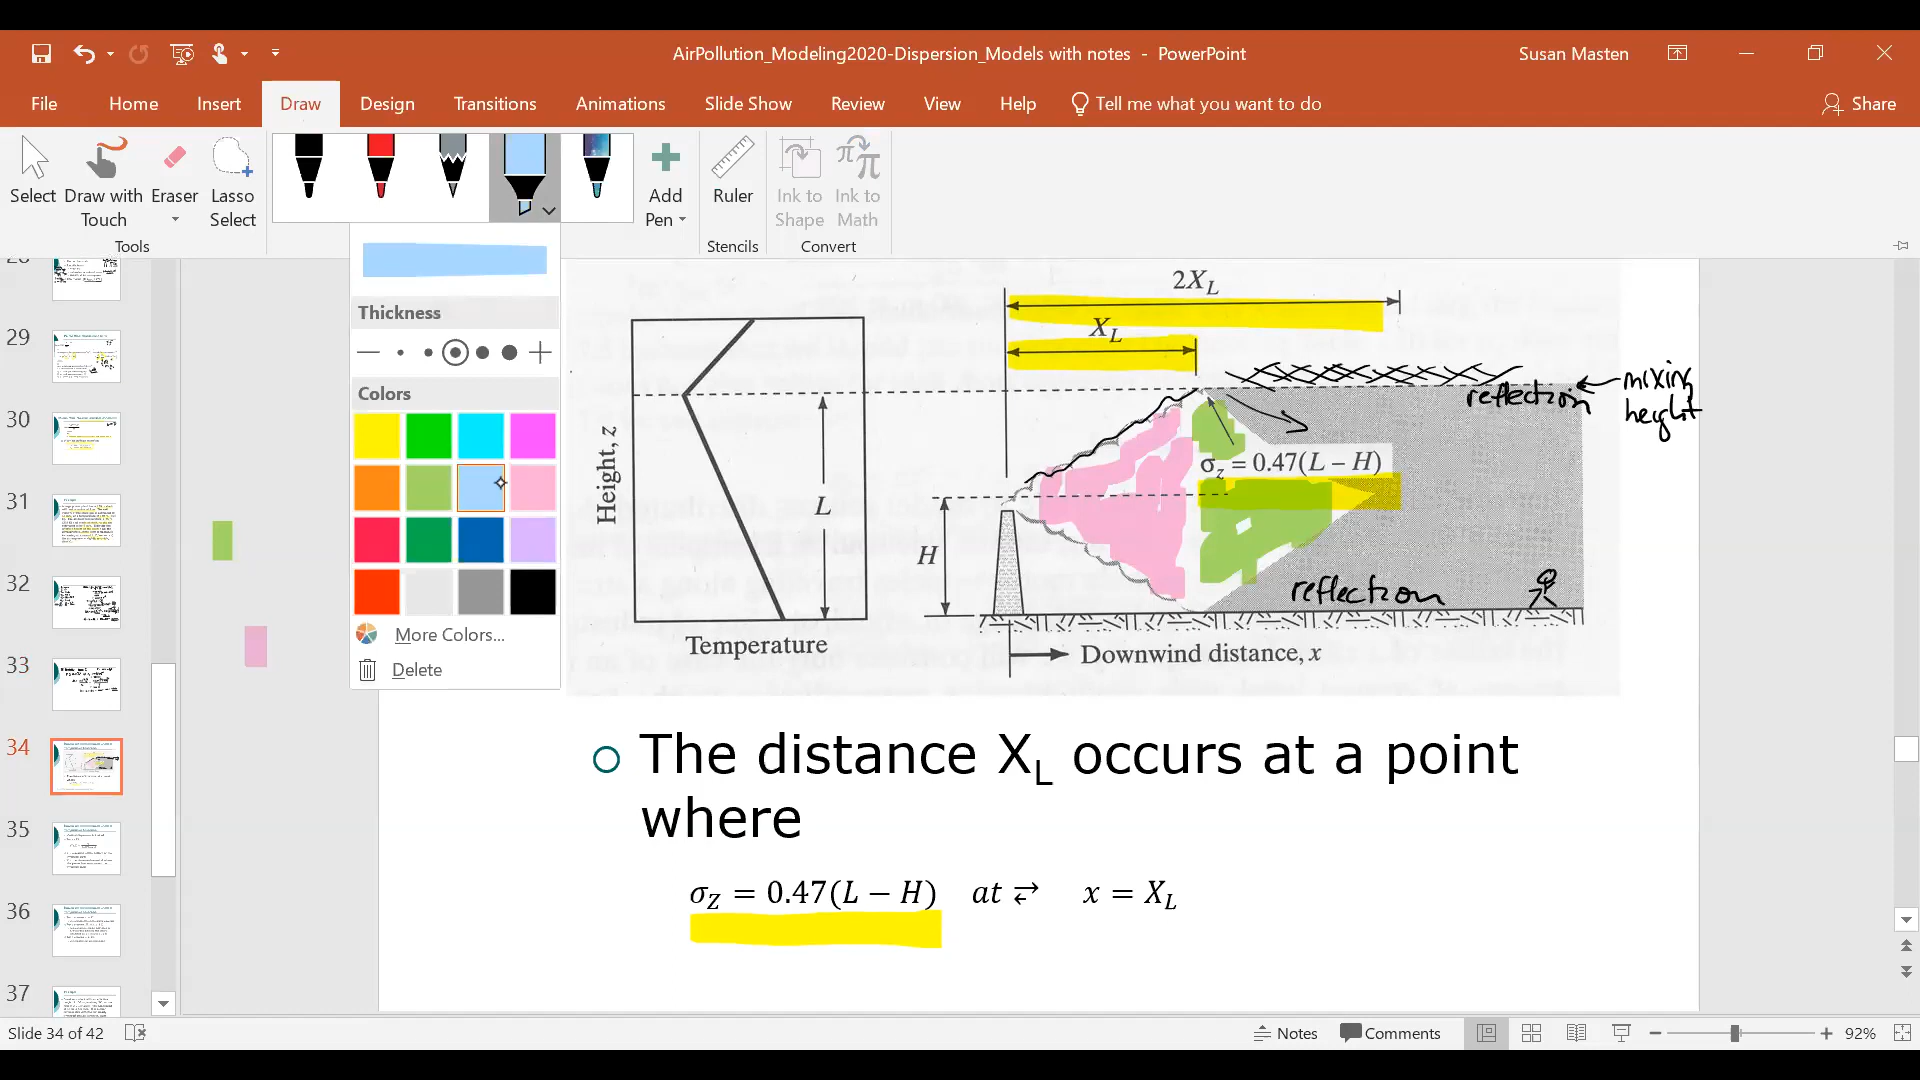 AirPollution_Modeling2020-Dispersion_Models with notes - PowerPoint
Susan Masten
File Home Insert Draw Design Transitions Animations Slide Show Review View Help Tell me what you want to do Share
Select Draw with Touch Eraser Lasso Select
Add Pen Ruler Ink to Shape Ink to Math
Tools Stencils Convert
Thickness
Colors
More Colors...
Delete
29
30
31
32
33
34
35
36
37
2X_L
X_L
mixing
height
reflection
Height, z
L
σ_z = 0.47(L − H)
H
reflection
Temperature
Downwind distance, x
The distance X_L occurs at a point
where
σ_Z = 0.47(L − H) at ⇄ x = X_L
Slide 34 of 42
Notes Comments 92%